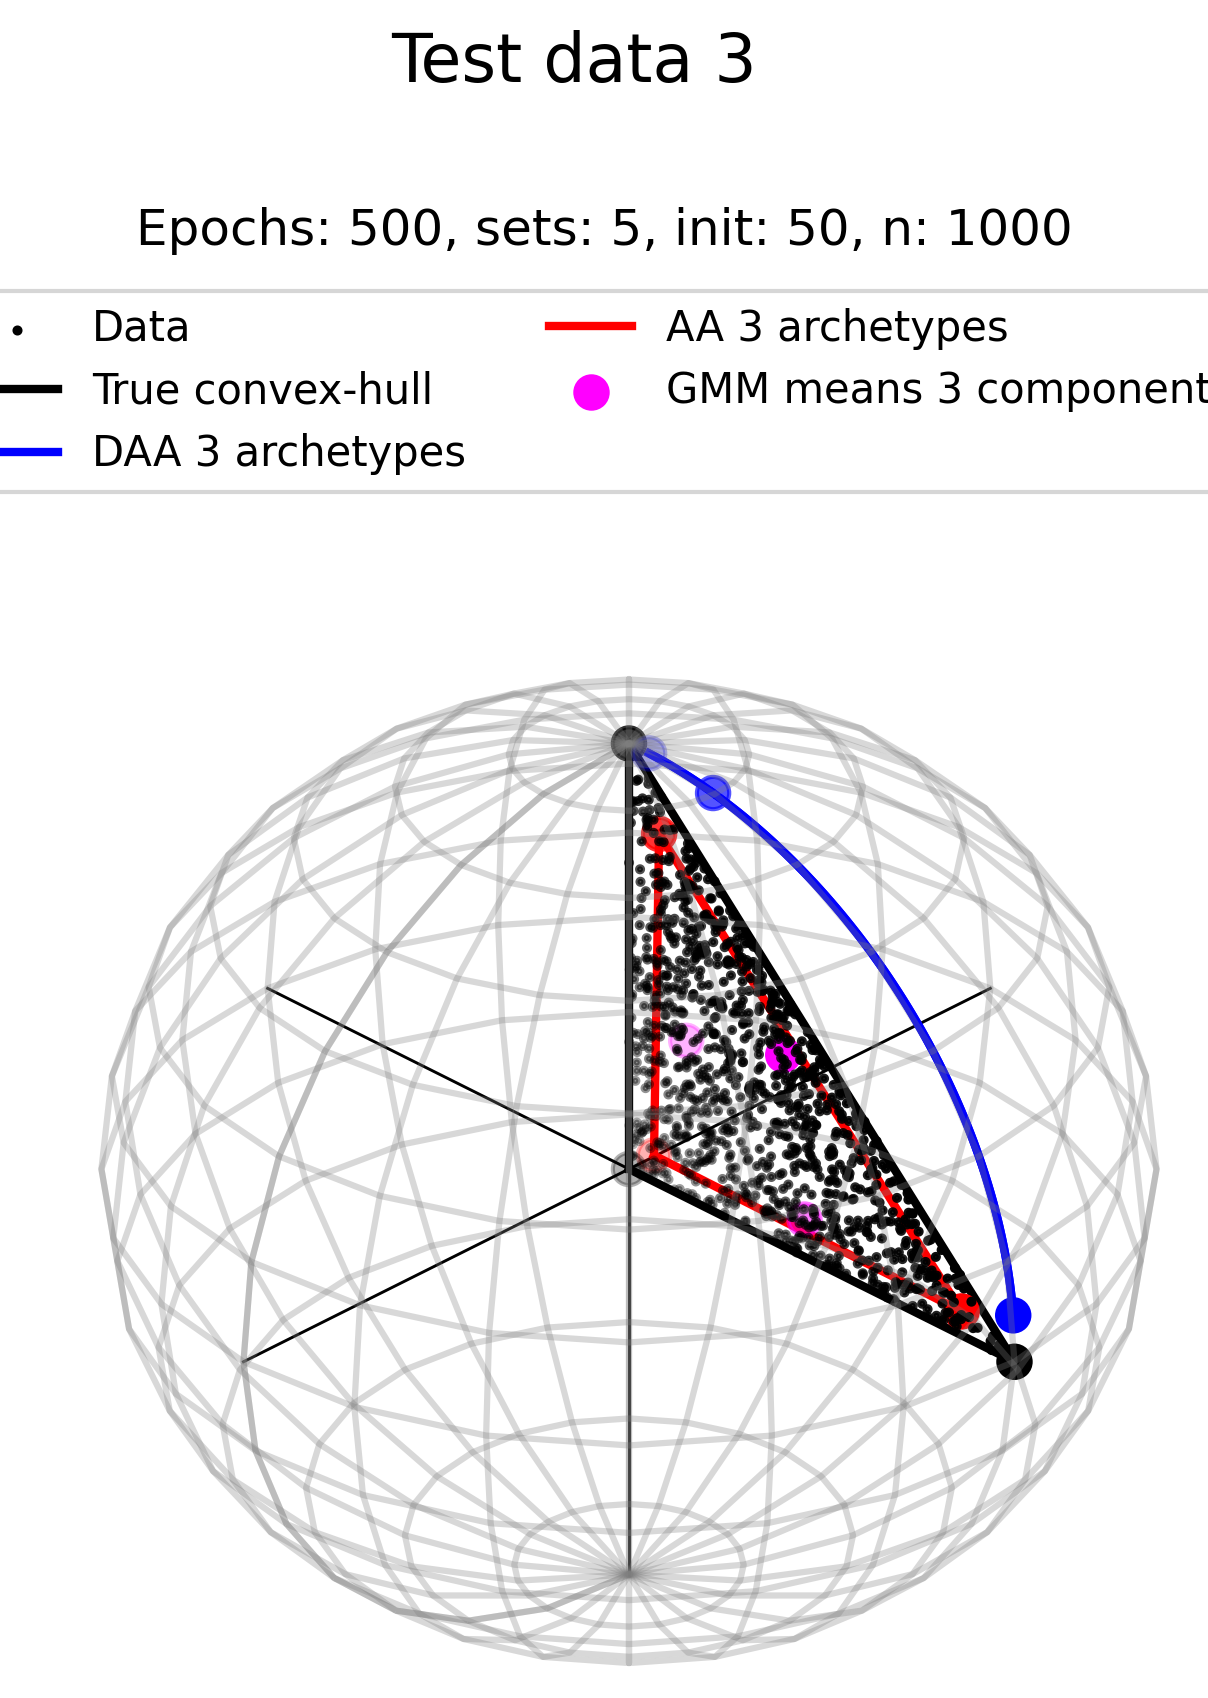 Test data 3
Epochs: 500, sets: 5, init: 50, n: 1000
Data
True convex-hull
DAA 3 archetypes
AA 3 archetypes
GMM means 3 component